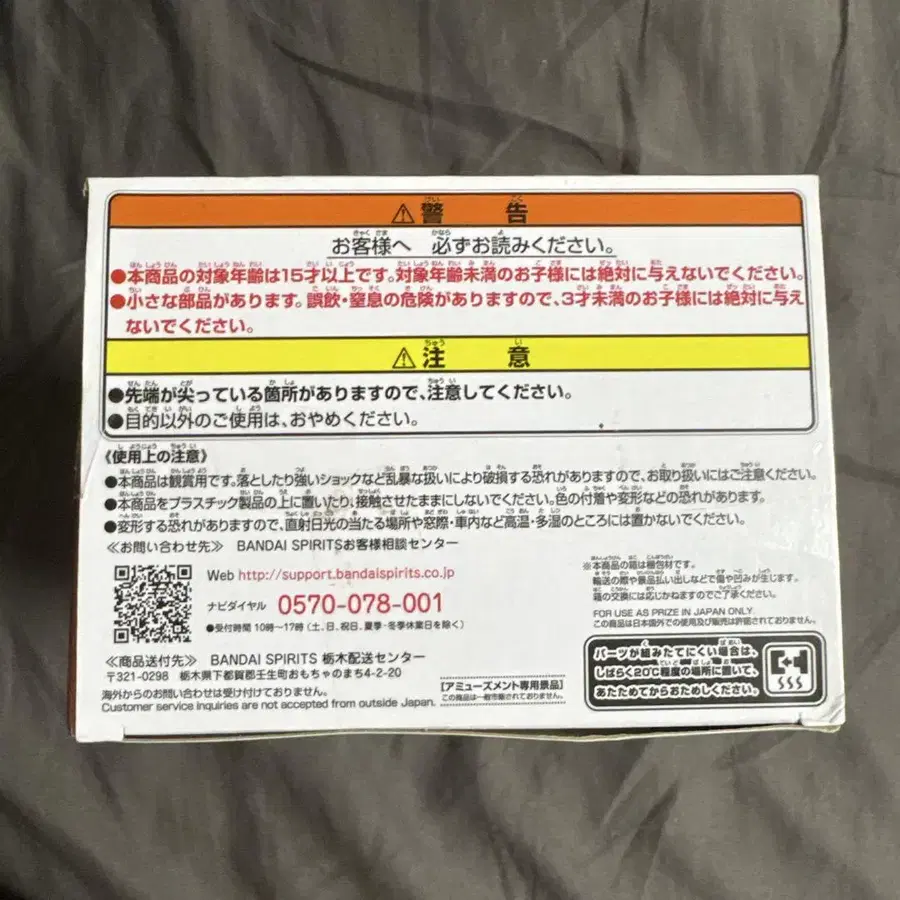 ⚠警告
お客様へ 必ずお読みください。
●本商品の対象年齢は15才以上です。対象年齢未満のお子様には絶対に与えないでください。
●小さな部品があります。誤飲・窒息の危険がありますので、3才未満のお子様には絶対に与え
ないでください。
⚠注意
●先端が尖っている箇所がありますので、注意してください。
●目的以外のご使用は、おやめください。
《使用上の注意》
●本商品は観賞用です。落としたり強いショックなど乱暴な扱いにより破損する恐れがありますので、お取り扱いにはご注意ください。
●本商品をプラスチック製品の上に置いたり、接触させたままにしないでください。色の付着や変形などの恐れがあります。
●変形する恐れがありますので、直射日光の当たる場所や窓際・車内など高温・多湿のところには置かないでください。
≪お問い合わせ先≫ BANDAI SPIRITSお客様相談センター
Web http://support.bandaispirits.co.jp
ナビダイヤル 0570-078-001
●受付時間 10時～17時(土、日、祝日、夏季・冬季休業日を除く)
≪商品送付先≫ BANDAI SPIRITS 栃木配送センター
〒321-0298 栃木県下都賀郡壬生町おもちゃのまち4-2-20
海外からのお問い合わせは受け付けておりません。
Customer service inquiries are not accepted from outside Japan.
【アミューズメント専用景品】
この商品は一般市販されておりません。
※本商品の箱は梱包材です。
輸送の際や景品払い出しなどで傷や凹みが生じます。
箱の交換には応じかねますのでご了承ください。
FOR USE AS PRIZE IN JAPAN ONLY.
この商品は日本国外での使用及び販売は許諾されておりません。
パーツが組みたてにくい場合は、
しばらく20℃程度の場所に置いて、
あたためてからおためしください。